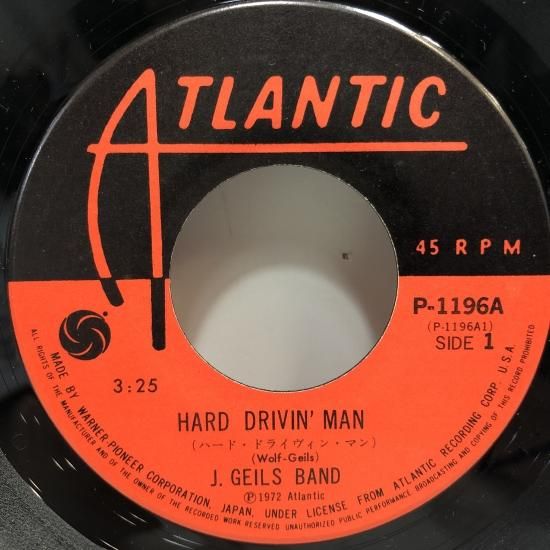 ATLANTIC
45 RPM
P-1196A
(P-1196A1)
SIDE 1
3:25
HARD DRIVIN' MAN
(ハード・ドライヴィン・マン)
(Wolf-Geils)
J. GEILS BAND
Ⓟ1972 Atlantic
MADE BY WARNER PIONEER CORPORATION, JAPAN, UNDER LICENSE FROM ATLANTIC RECORDING CORP. U.S.A.
ALL RIGHTS OF THE MANUFACTURER AND OF THE OWNER OF THE RECORDED WORK RESERVED UNAUTHORIZED PUBLIC PERFORMANCE BROADCASTING AND COPYING OF THIS RECORD PROHIBITED